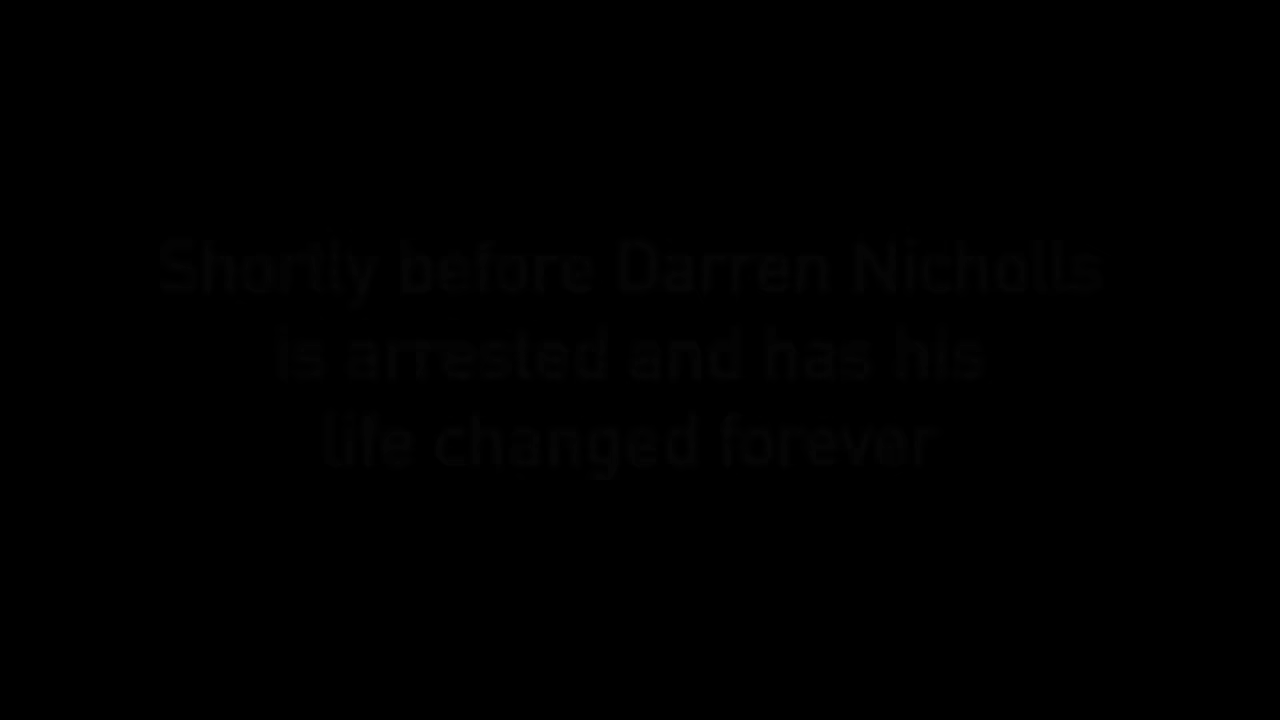 Shortly before Darren Nicholls
is arrested and has his
life changed forever